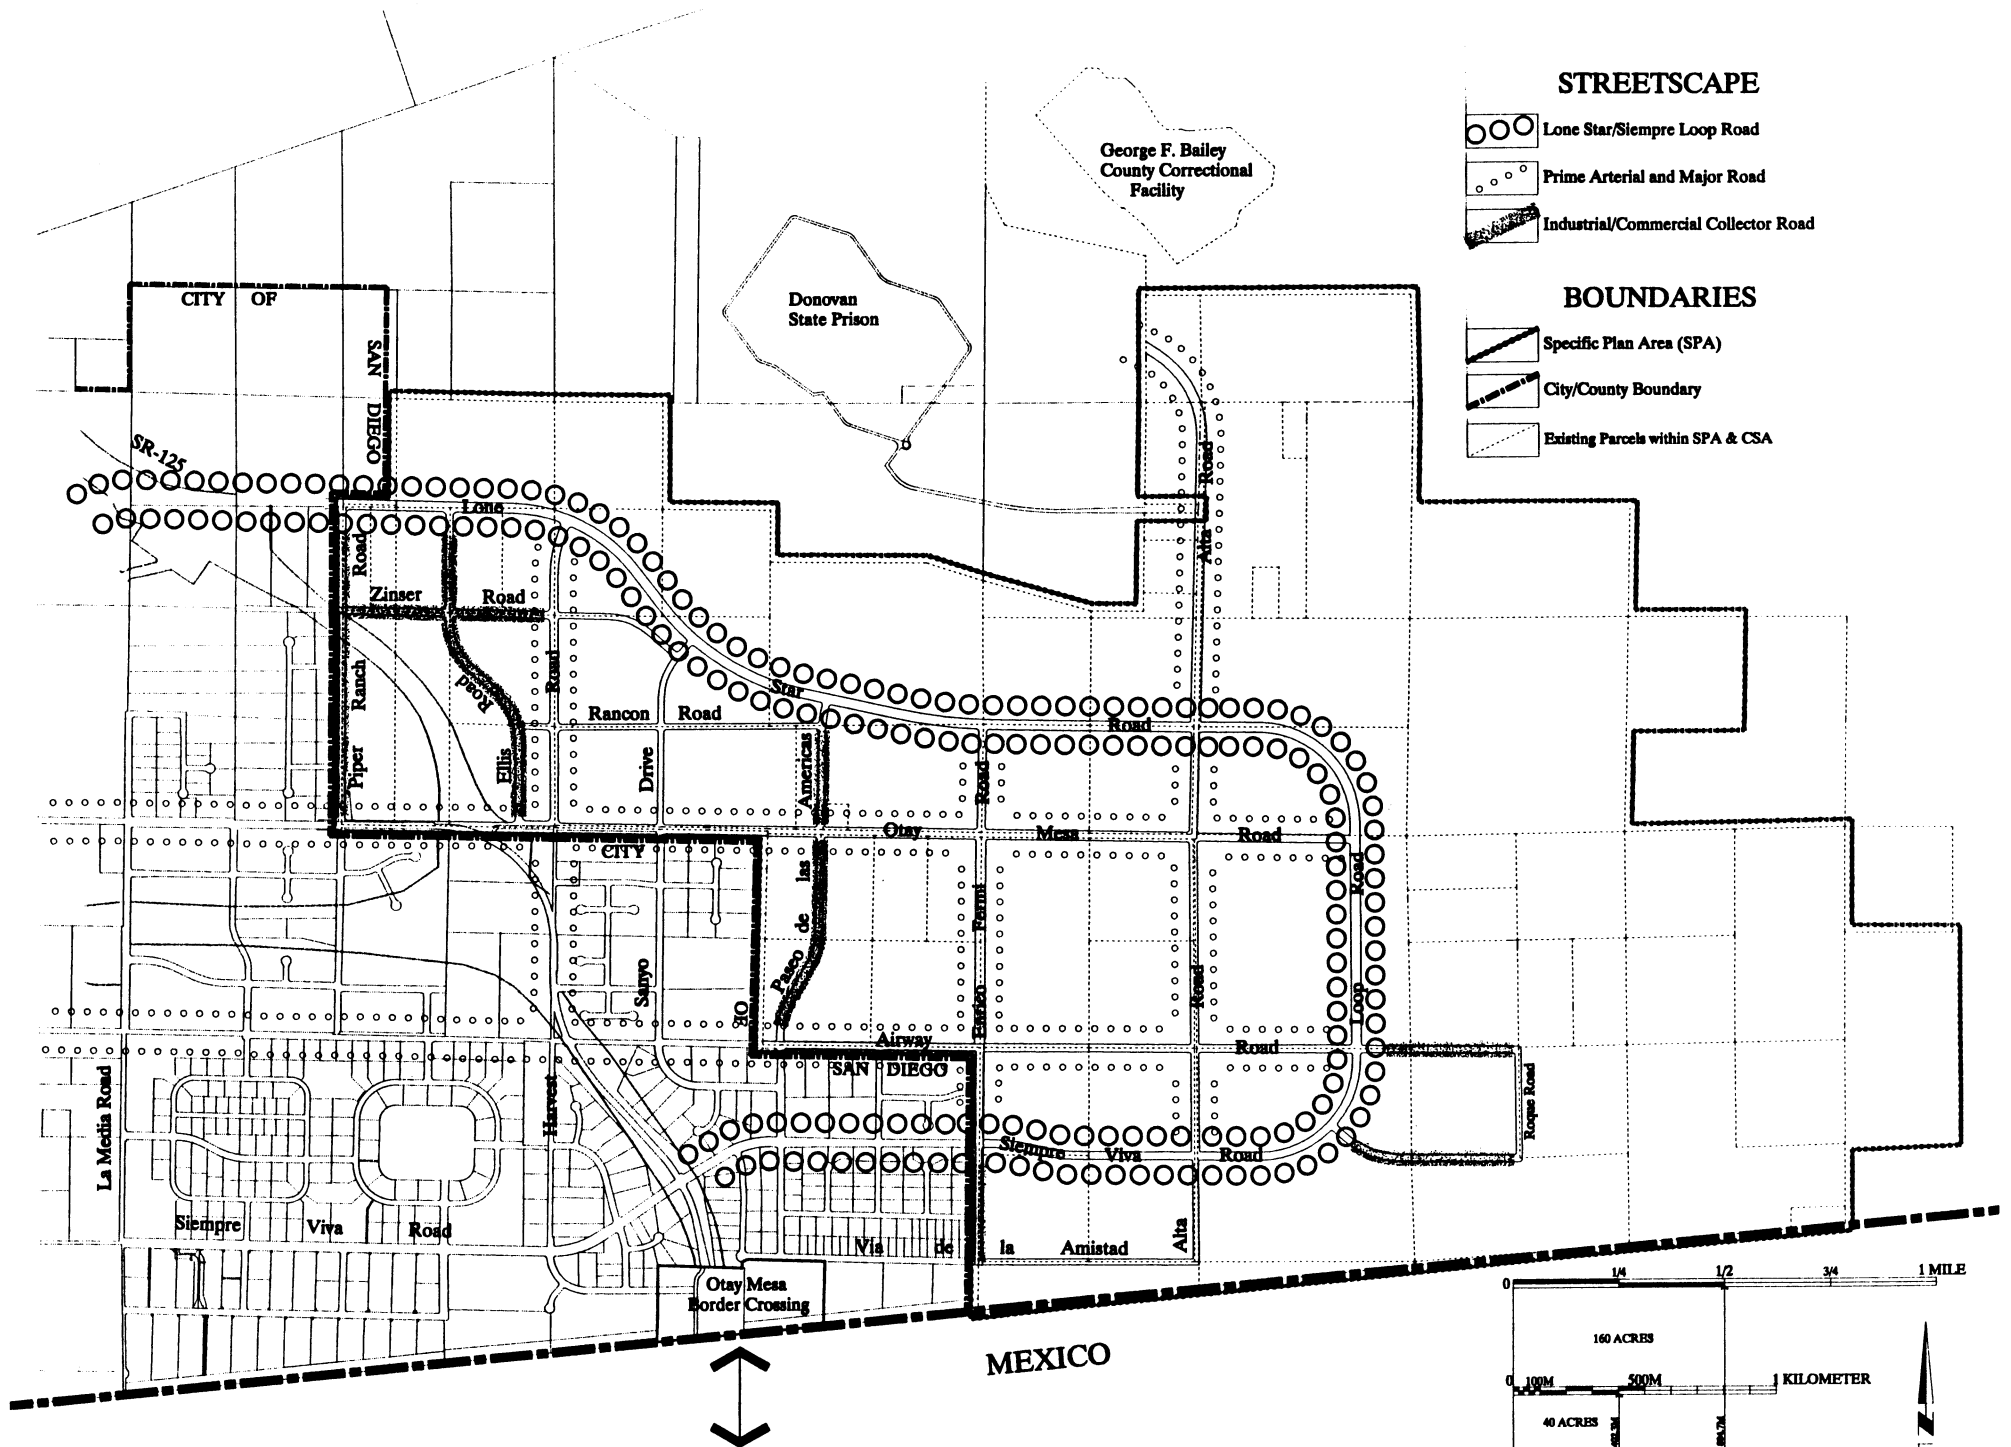 STREETSCAPE
Lone Star/Siempre Loop Road
Prime Arterial and Major Road
Industrial/Commercial Collector Road
BOUNDARIES
Specific Plan Area (SPA)
City/County Boundary
Existing Parcels within SPA & CSA
George F. Bailey
County Correctional
Facility
Donovan
State Prison
CITY OF
SAN DIEGO
SR-125
Lone
Star
Road
Piper Ranch Road
Zinser Road
Ellis Road
Road
Harvest
Rancon Road
Sanyo
Drive
Paseo de las Americas
Enrico Fermi
Road
Alta Road
Alta
Road
Otay Mesa Road
CITY
OF
SAN DIEGO
Airway
Road
Loop Road
Roque Road
La Media Road
Siempre Viva Road
Siempre Viva Road
Via de la Amistad
Otay Mesa
Border Crossing
MEXICO
0 1/4 1/2 3/4 1 MILE
160 ACRES
0 100M 500M 1 KILOMETER
40 ACRES
N